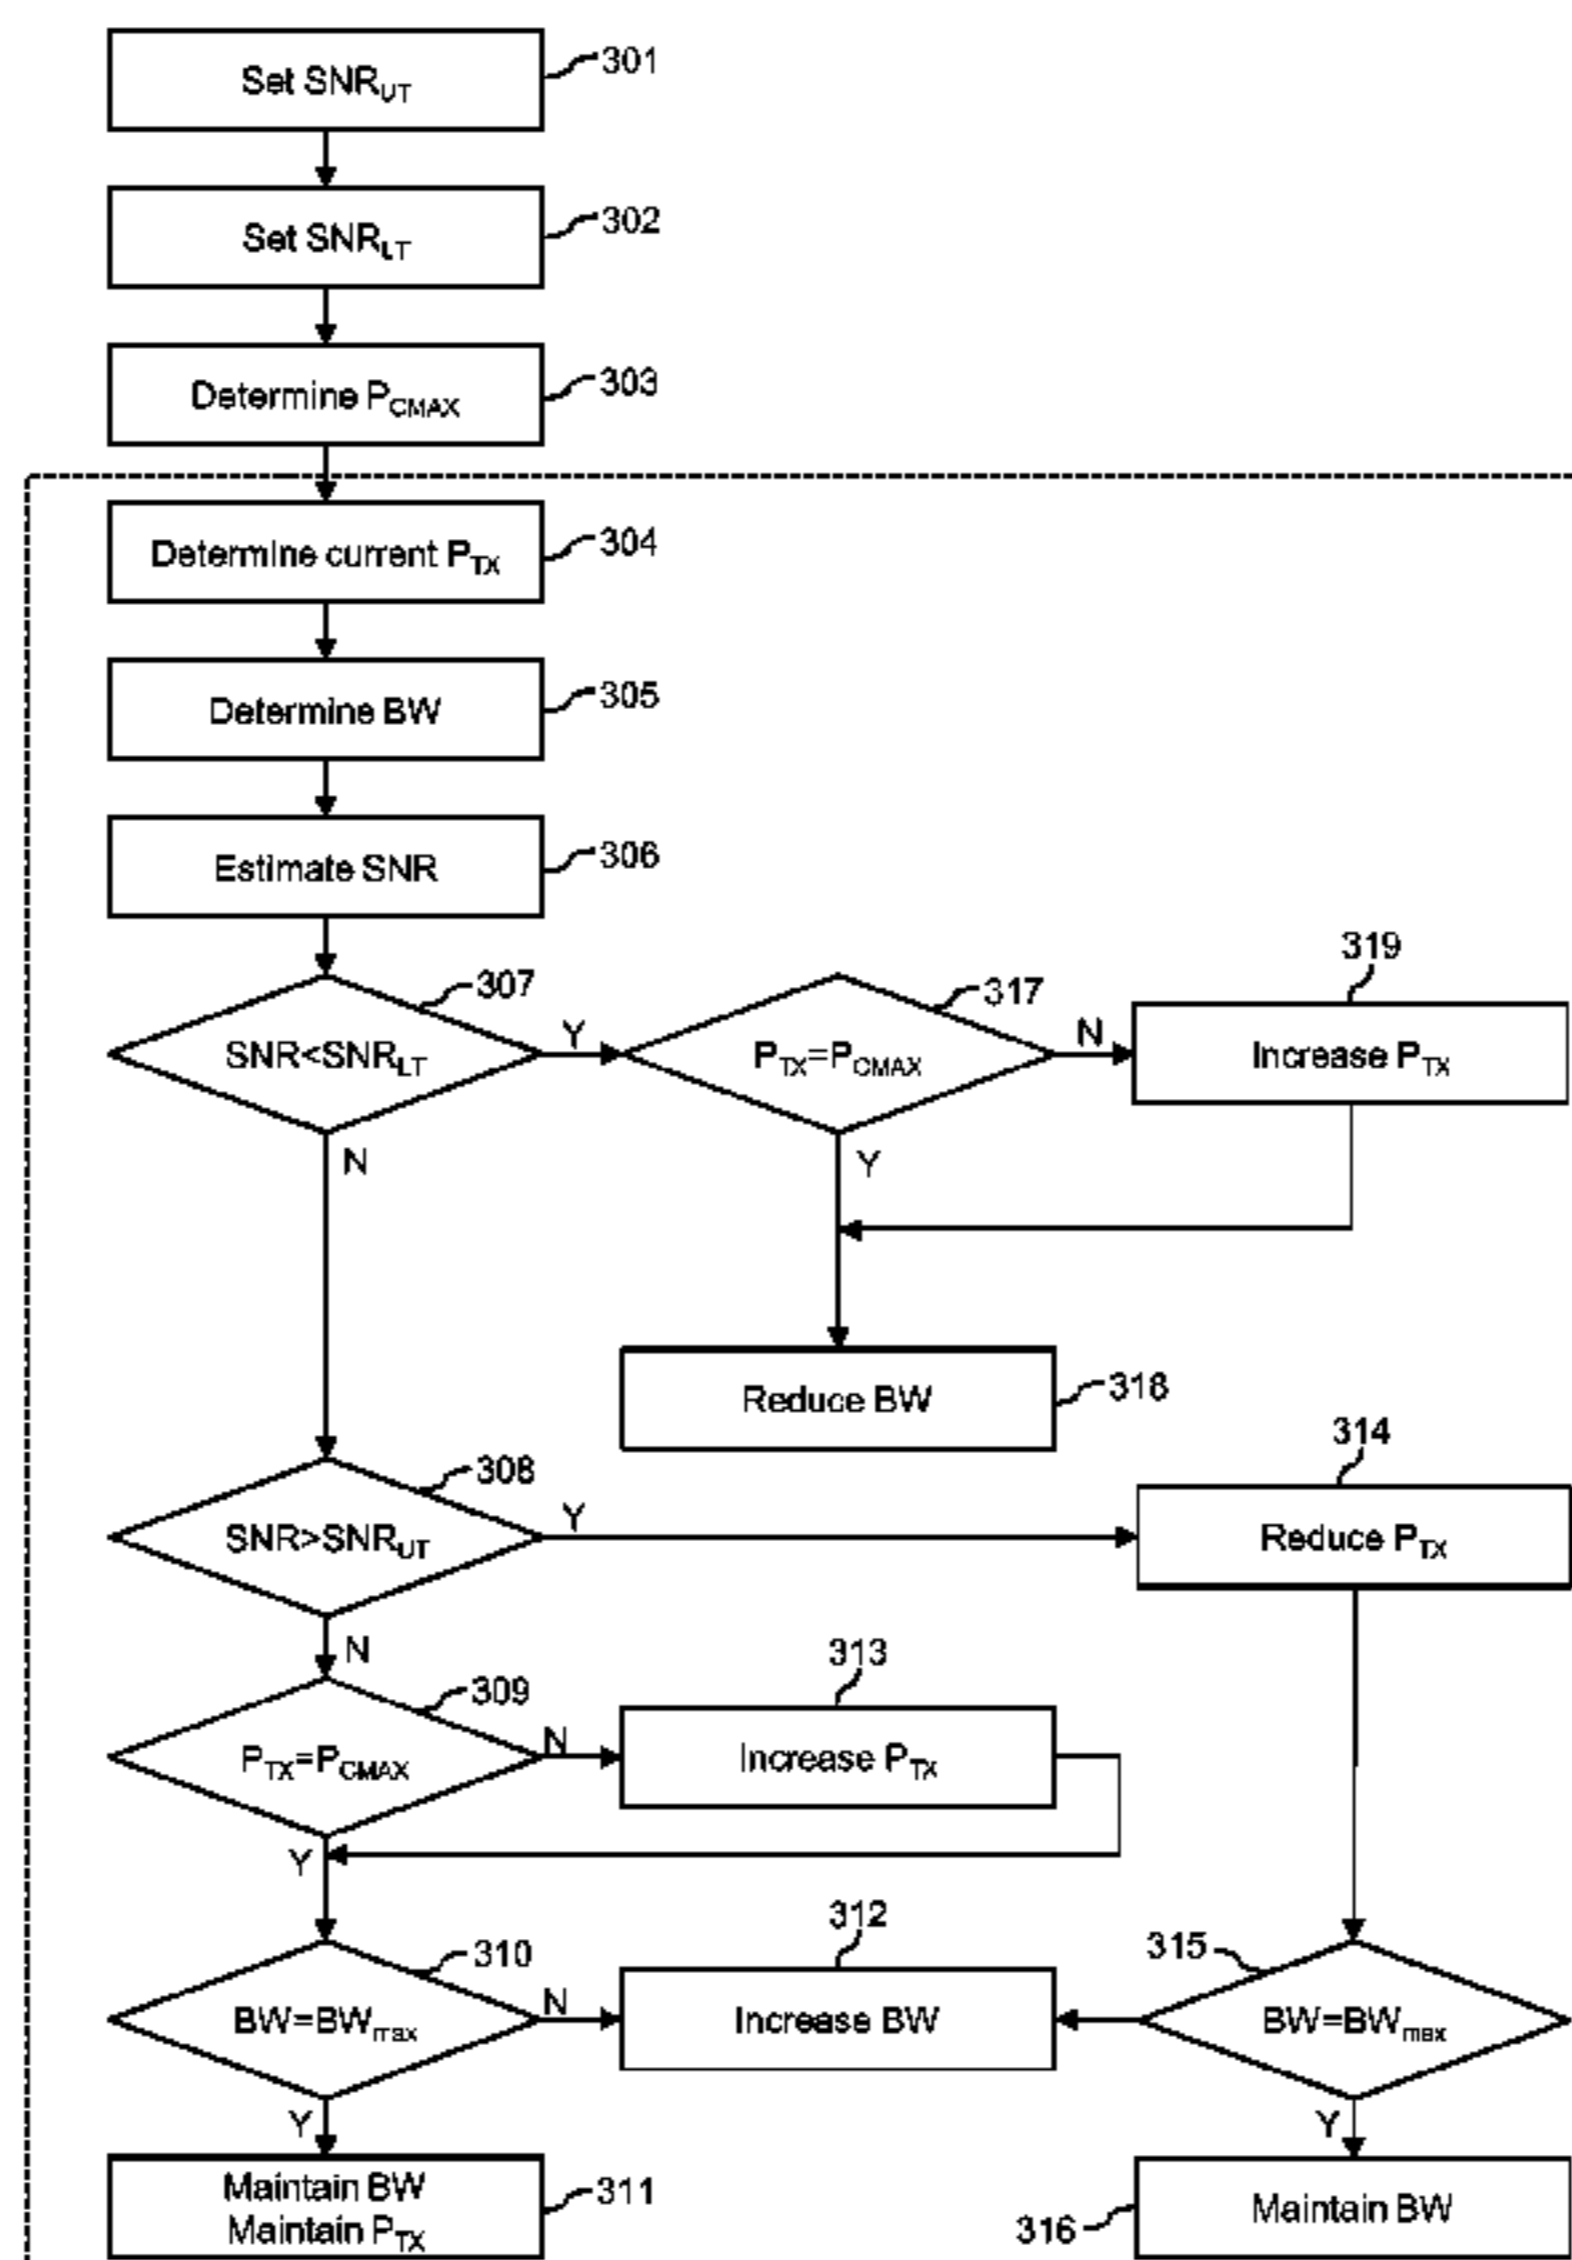 Set SNR_UT
301
Set SNR_LT
302
Determine P_CMAX
303
Determine current P_TX
304
Determine BW
305
Estimate SNR
306
SNR<SNR_LT
307
Y
N
P_TX=P_CMAX
317
N
Y
319
Increase P_TX
Reduce BW
318
SNR>SNR_UT
308
Y
N
314
Reduce P_TX
P_TX=P_CMAX
309
N
Y
313
Increase P_TX
BW=BW_max
310
N
Y
312
Increase BW
315
BW=BW_max
Y
Maintain BW
Maintain P_TX
311
Maintain BW
316